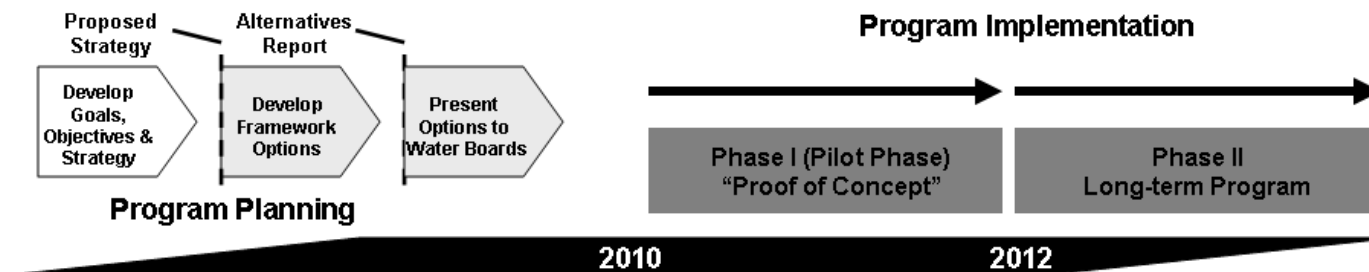 Proposed
Strategy
Alternatives
Report
Program Implementation
Develop
Goals,
Objectives &
Strategy
Develop
Framework
Options
Present
Options to
Water Boards
Phase I (Pilot Phase)
“Proof of Concept”
Phase II
Long-term Program
Program Planning
2010
2012